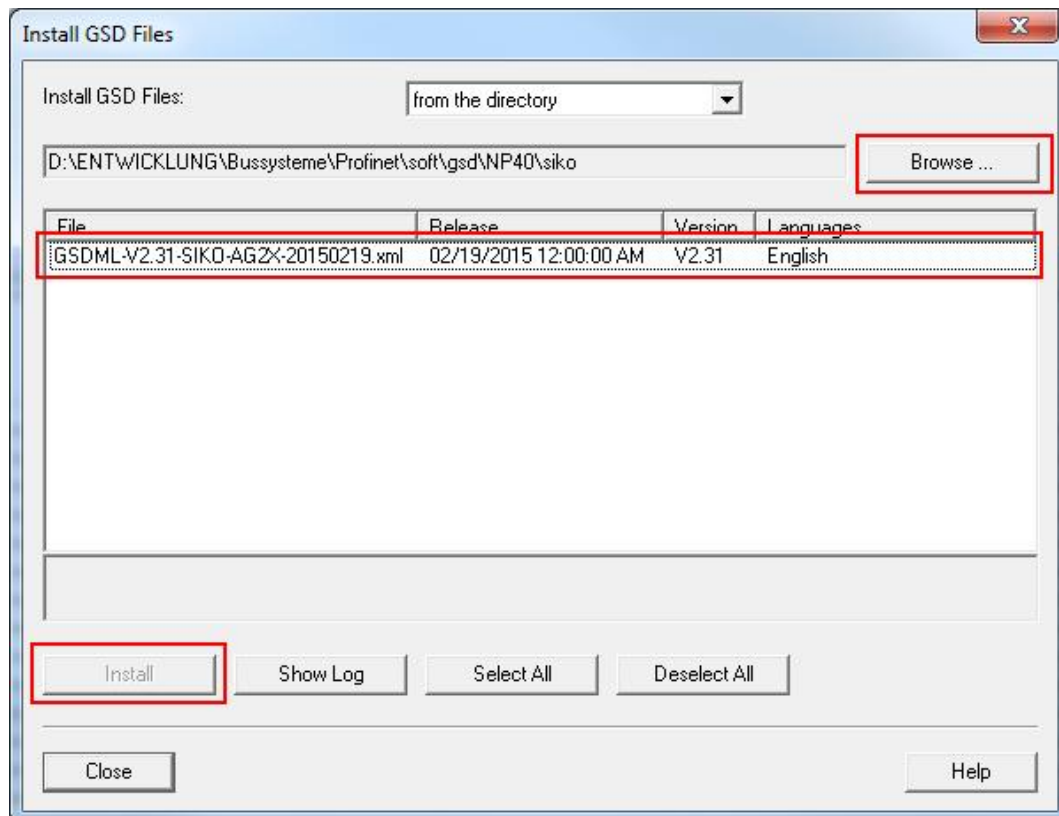 Install GSD Files
Install GSD Files: from the directory
D:\ENTWICKLUNG\Bussysteme\Profinet\soft\gsd\NP40\siko Browse ...
File Release Version Languages
GSDML-V2.31-SIKO-AG2X-20150219.xml 02/19/2015 12:00:00 AM V2.31 English
Install Show Log Select All Deselect All
Close Help